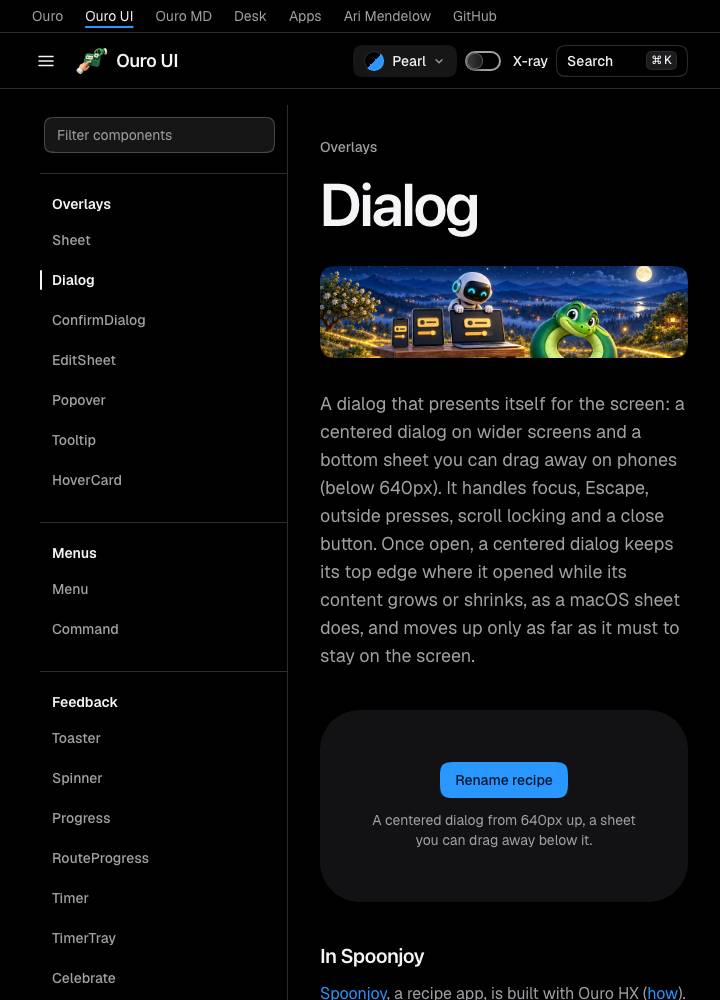 Ouro Ouro UI Ouro MD Desk Apps Ari Mendelow GitHub
Ouro UI Pearl X-ray Search ⌘ K
Filter components
Overlays
Sheet
Dialog
ConfirmDialog
EditSheet
Popover
Tooltip
HoverCard
Menus
Menu
Command
Feedback
Toaster
Spinner
Progress
RouteProgress
Timer
TimerTray
Celebrate
Overlays
Dialog
A dialog that presents itself for the screen: a
centered dialog on wider screens and a
bottom sheet you can drag away on phones
(below 640px). It handles focus, Escape,
outside presses, scroll locking and a close
button. Once open, a centered dialog keeps
its top edge where it opened while its
content grows or shrinks, as a macOS sheet
does, and moves up only as far as it must to
stay on the screen.
Rename recipe
A centered dialog from 640px up, a sheet
you can drag away below it.
In Spoonjoy
Spoonjoy, a recipe app, is built with Ouro HX (how).